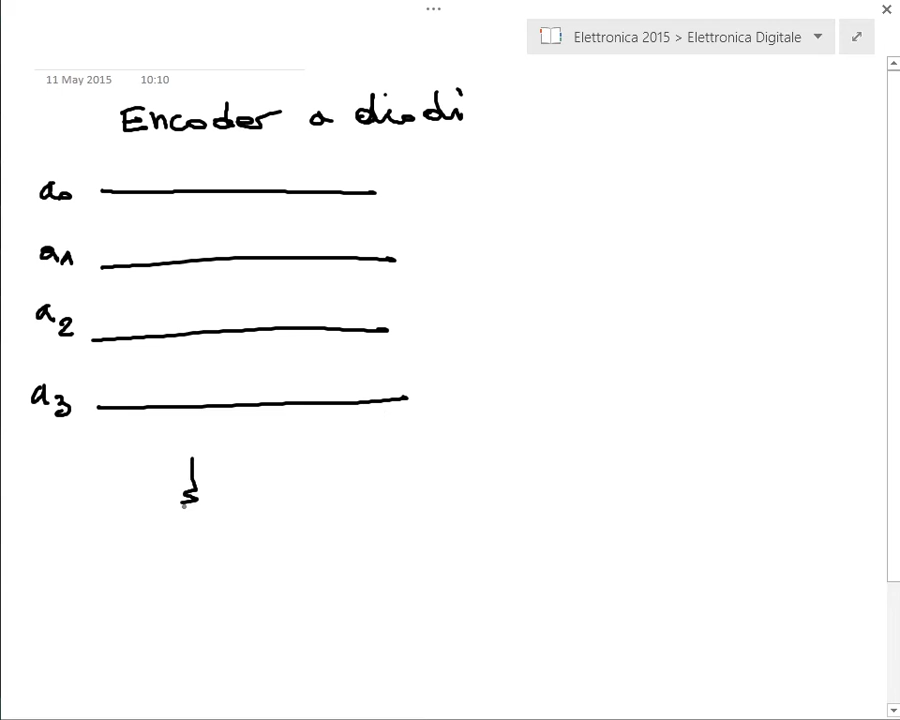 Elettronica 2015 > Elettronica Digitale
11 May 2015 10:10
Encoder a diodi
a0
a1
a2
a3